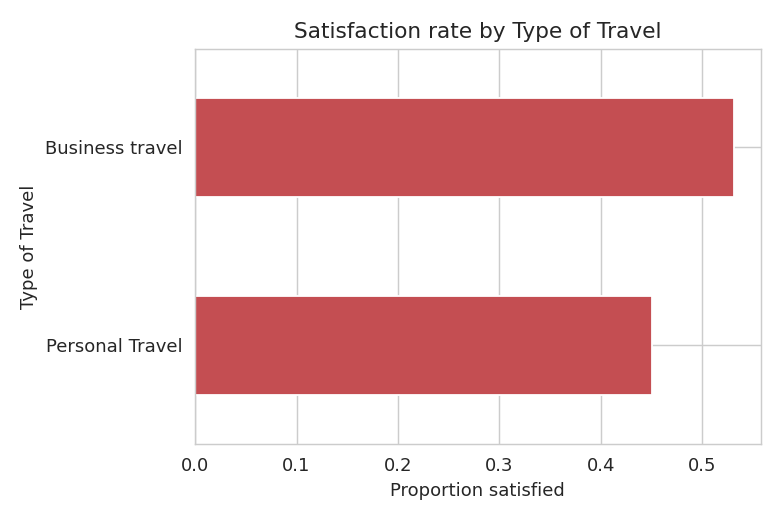 Satisfaction rate by Type of Travel
Type of Travel
Business travel
Personal Travel
0.0 0.1 0.2 0.3 0.4 0.5
Proportion satisfied